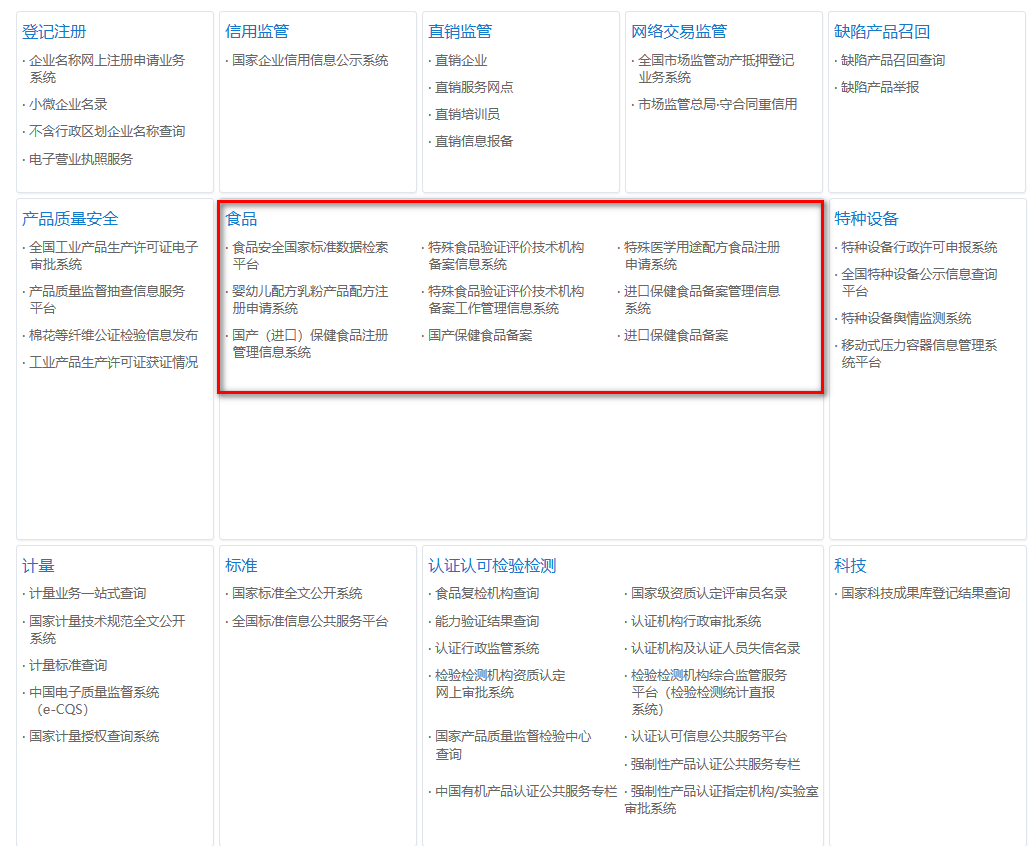 登记注册
· 企业名称网上注册申请业务
系统
· 小微企业名录
· 不含行政区划企业名称查询
· 电子营业执照服务
信用监管
· 国家企业信用信息公示系统
直销监管
· 直销企业
· 直销服务网点
· 直销培训员
· 直销信息报备
网络交易监管
· 全国市场监管动产抵押登记
业务系统
· 市场监管总局·守合同重信用
缺陷产品召回
· 缺陷产品召回查询
· 缺陷产品举报
产品质量安全
· 全国工业产品生产许可证电子
审批系统
· 产品质量监督抽查信息服务
平台
· 棉花等纤维公证检验信息发布
· 工业产品生产许可证获证情况
食品
· 食品安全国家标准数据检索
平台
· 婴幼儿配方乳粉产品配方注
册申请系统
· 国产（进口）保健食品注册
管理信息系统
· 特殊食品验证评价技术机构
备案信息系统
· 特殊食品验证评价技术机构
备案工作管理信息系统
· 国产保健食品备案
· 特殊医学用途配方食品注册
申请系统
· 进口保健食品备案管理信息
系统
· 进口保健食品备案
特种设备
· 特种设备行政许可申报系统
· 全国特种设备公示信息查询
平台
· 特种设备舆情监测系统
· 移动式压力容器信息管理系
统平台
计量
· 计量业务一站式查询
· 国家计量技术规范全文公开
系统
· 计量标准查询
· 中国电子质量监督系统
（e-CQS）
· 国家计量授权查询系统
标准
· 国家标准全文公开系统
· 全国标准信息公共服务平台
认证认可检验检测
· 食品复检机构查询
· 能力验证结果查询
· 认证行政监管系统
· 检验检测机构资质认定
网上审批系统
· 国家产品质量监督检验中心
查询
· 中国有机产品认证公共服务专栏
· 国家级资质认定评审员名录
· 认证机构行政审批系统
· 认证机构及认证人员失信名录
· 检验检测机构综合监管服务
平台（检验检测统计直报
系统）
· 认证认可信息公共服务平台
· 强制性产品认证公共服务专栏
· 强制性产品认证指定机构/实验室
审批系统
科技
· 国家科技成果库登记结果查询